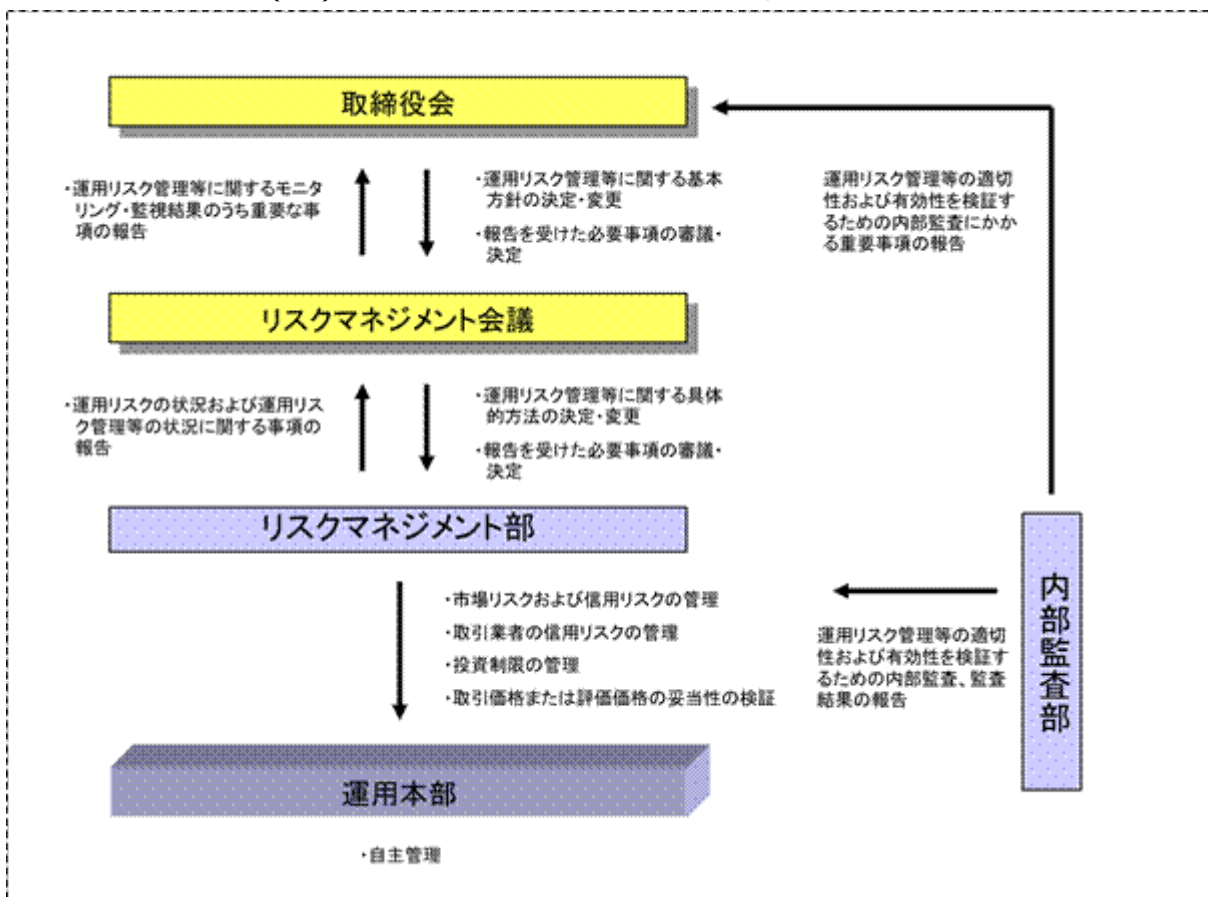 取締役会
・運用リスク管理等に関するモニ
タリング・監視結果のうち重要な事
項の報告
・運用リスク管理等に関する基本
方針の決定・変更
・報告を受けた必要事項の審議・
決定
運用リスク管理等の適切
性および有効性を検証す
るための内部監査にかか
る重要事項の報告
リスクマネジメント会議
・運用リスクの状況および運用リス
ク管理等の状況に関する事項の
報告
・運用リスク管理等に関する具体
的方法の決定・変更
・報告を受けた必要事項の審議・
決定
リスクマネジメント部
・市場リスクおよび信用リスクの管理
・取引業者の信用リスクの管理
・投資制限の管理
・取引価格または評価価格の妥当性の検証
運用リスク管理等の適切
性および有効性を検証す
るための内部監査、監査
結果の報告
内部監査部
運用本部
・自主管理